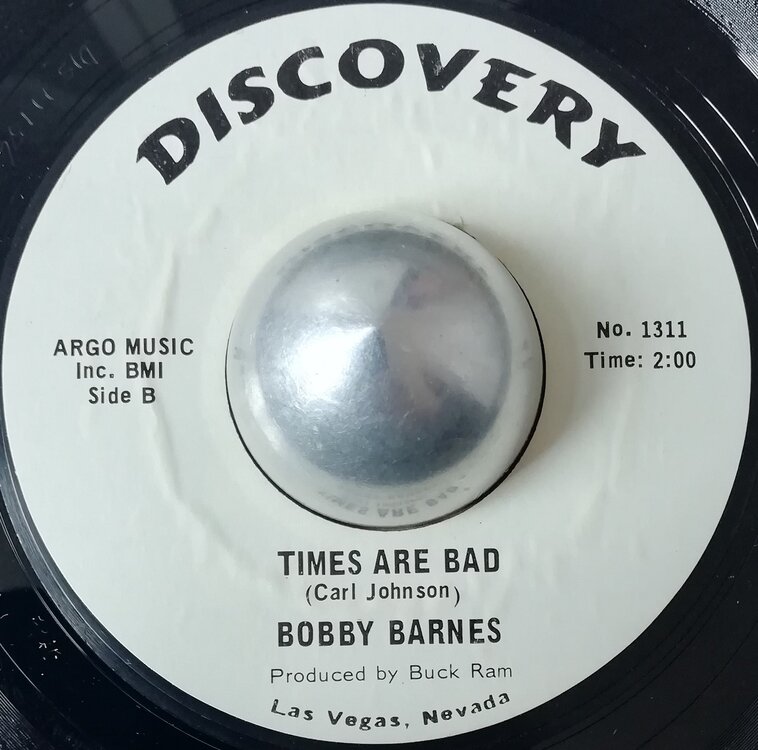 DISCOVERY
ARGO MUSIC
Inc. BMI
Side B
No. 1311
Time: 2:00
TIMES ARE BAD
(Carl Johnson)
BOBBY BARNES
Produced by Buck Ram
Las Vegas, Nevada